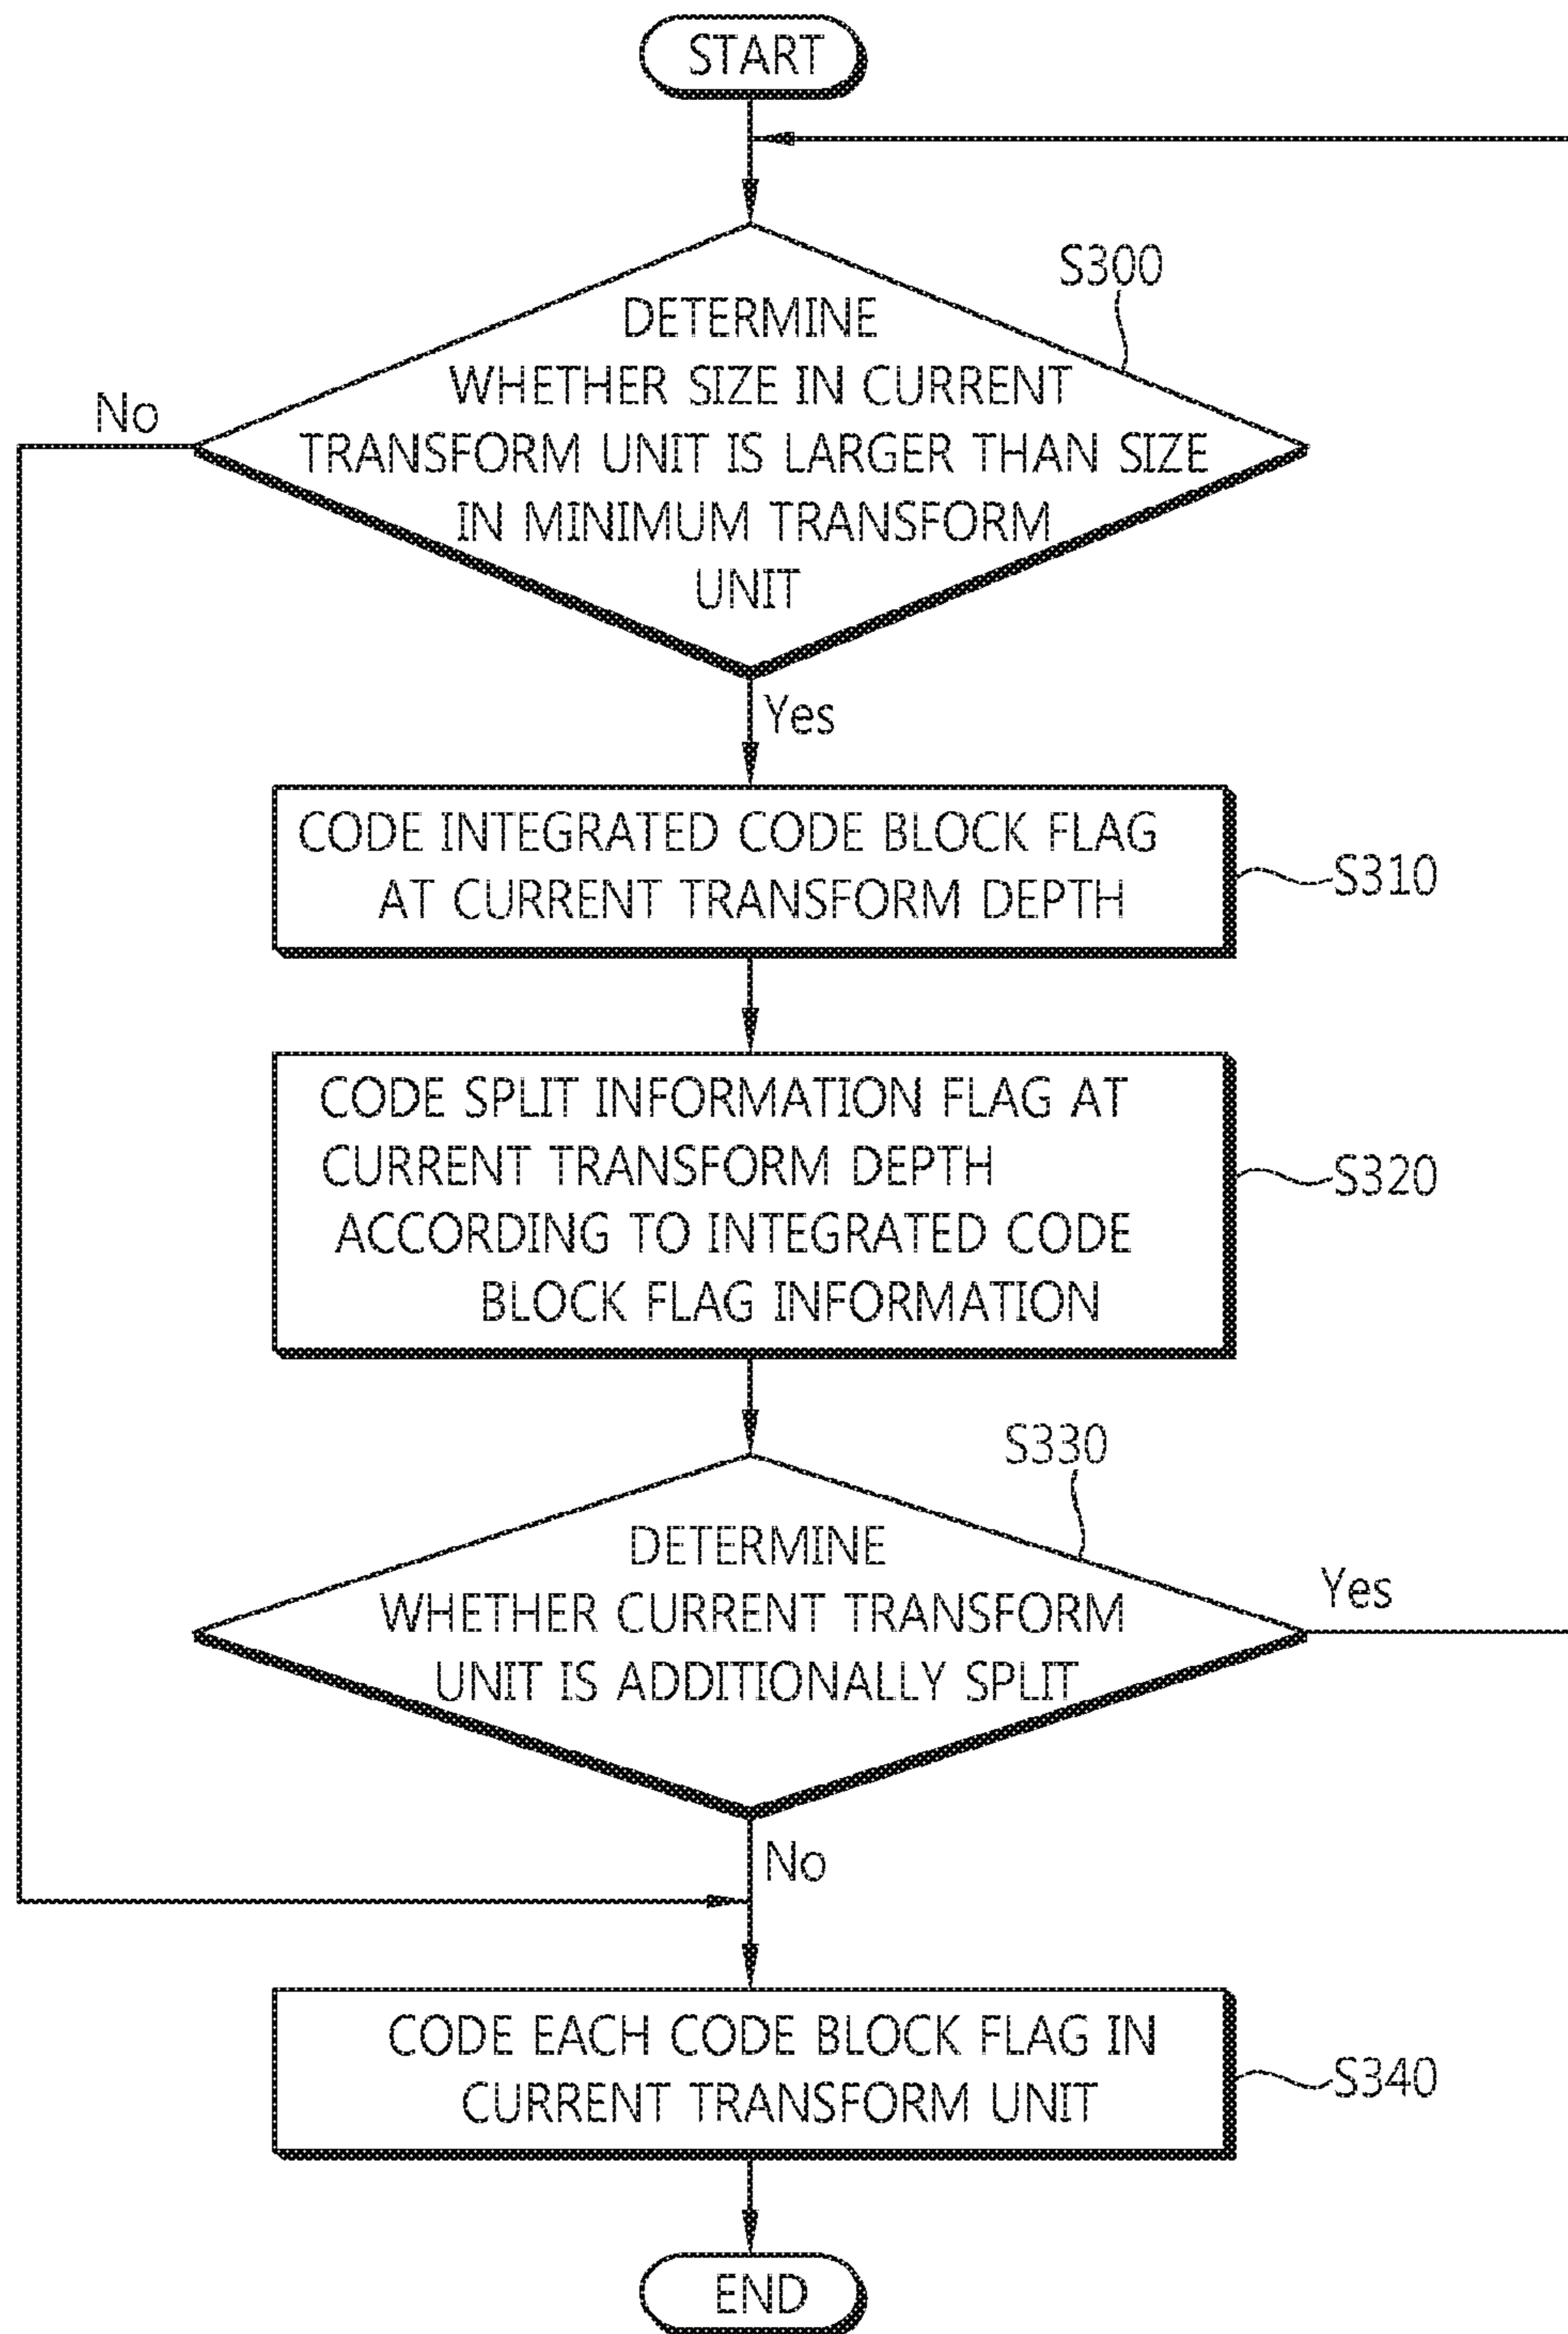 START
S300
DETERMINE
WHETHER SIZE IN CURRENT
TRANSFORM UNIT IS LARGER THAN SIZE
IN MINIMUM TRANSFORM
UNIT
No
Yes
CODE INTEGRATED CODE BLOCK FLAG
AT CURRENT TRANSFORM DEPTH
S310
CODE SPLIT INFORMATION FLAG AT
CURRENT TRANSFORM DEPTH
ACCORDING TO INTEGRATED CODE
BLOCK FLAG INFORMATION
S320
S330
DETERMINE
WHETHER CURRENT TRANSFORM
UNIT IS ADDITIONALLY SPLIT
Yes
No
CODE EACH CODE BLOCK FLAG IN
CURRENT TRANSFORM UNIT
S340
END